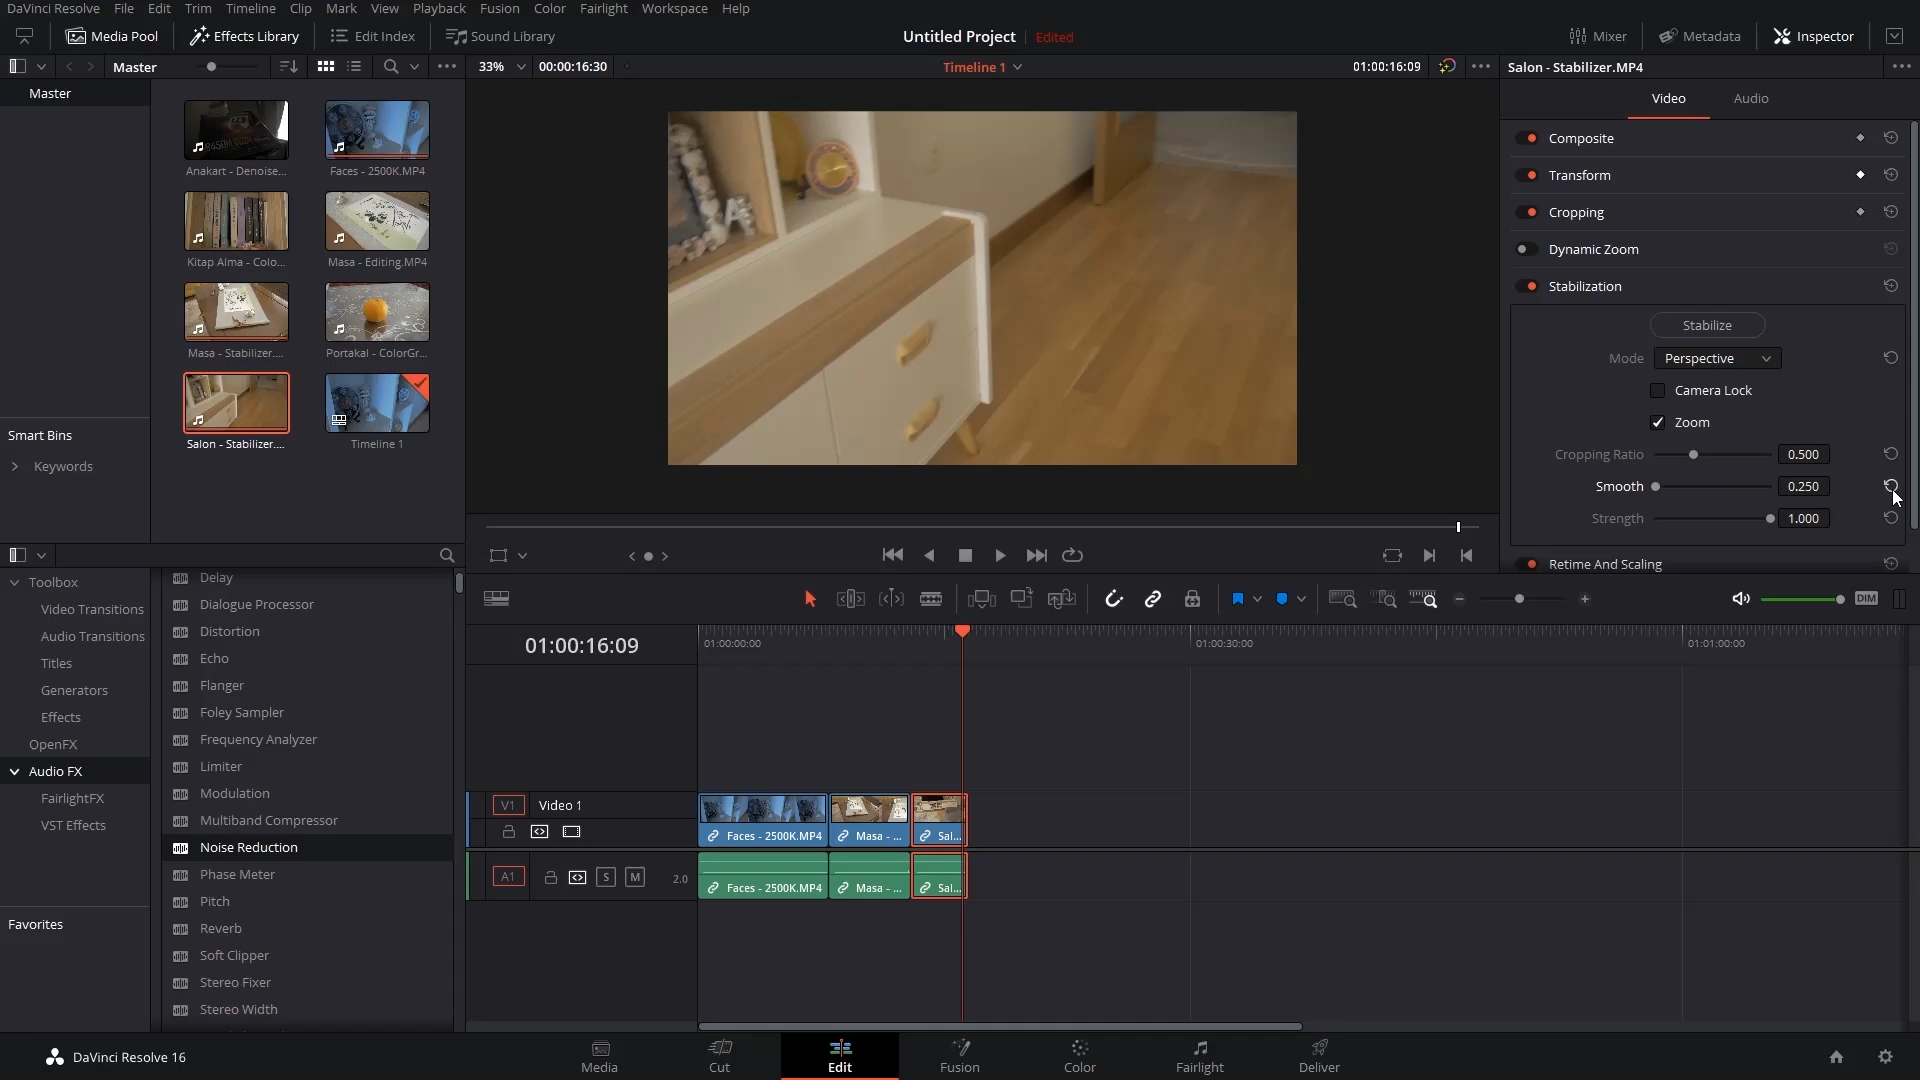 DaVinci Resolve File Edit Trim Timeline Clip Mark View Playback Fusion Color Fairlight Workspace Help
Media Pool Effects Library Edit Index Sound Library Untitled Project Edited Mixer Metadata Inspector
Master 33% 00:00:16:30 Timeline 1 01:00:16:09 Salon - Stabilizer.MP4
Master
Video Audio
Anakart - Denoise... Faces - 2500K.MP4
Kitap Alma - Colo... Masa - Editing.MP4
Masa - Stabilizer.... Portakal - ColorGr...
Salon - Stabilizer.... Timeline 1
Smart Bins
Keywords
Composite
Transform
Cropping
Dynamic Zoom
Stabilization
Stabilize
Mode Perspective
Camera Lock
Zoom
Cropping Ratio 0.500
Smooth 0.250
Strength 1.000
Retime And Scaling
Toolbox
Video Transitions
Audio Transitions
Titles
Generators
Effects
OpenFX
Audio FX
FairlightFX
VST Effects
Favorites
Delay
Dialogue Processor
Distortion
Echo
Flanger
Foley Sampler
Frequency Analyzer
Limiter
Modulation
Multiband Compressor
Noise Reduction
Phase Meter
Pitch
Reverb
Soft Clipper
Stereo Fixer
Stereo Width
DIM
01:00:16:09 01:00:00:00 01:00:30:00 01:01:00:00
V1 Video 1
Faces - 2500K.MP4 Masa - ... Sal...
A1 S M 2.0
Faces - 2500K.MP4 Masa - ... Sal...
DaVinci Resolve 16
Media Cut Edit Fusion Color Fairlight Deliver